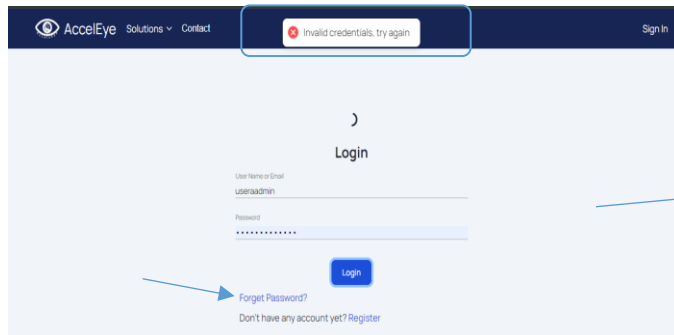 AccelEye Solutions Contact Invalid credentials, try again Sign In
Login
User Name or Email
useraadmin
Password
Login
Forget Password?
Don't have any account yet? Register